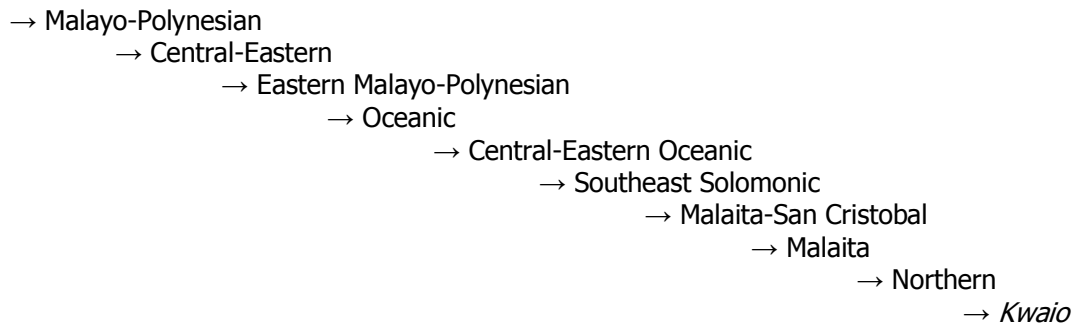 → Malayo-Polynesian
→ Central-Eastern
→ Eastern Malayo-Polynesian
→ Oceanic
→ Central-Eastern Oceanic
→ Southeast Solomonic
→ Malaita-San Cristobal
→ Malaita
→ Northern
→ Kwaio